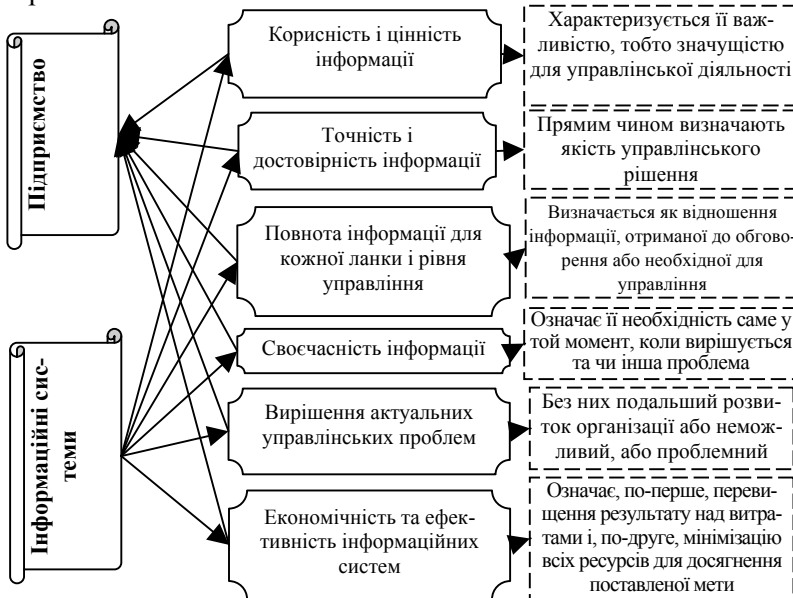 Підприємство
Інформаційні сис-
теми
Корисність і цінність
інформації
Характеризується її важ-
ливістю, тобто значущістю
для управлінської діяльності
Точність і
достовірність інформації
Прямим чином визначають
якість управлінського
рішення
Повнота інформації для
кожної ланки і рівня
управління
Визначається як відношення
інформації, отриманої до обгово-
рення або необхідної для
управління
Своєчасність інформації
Означає її необхідність саме у
той момент, коли вирішується
та чи інша проблема
Вирішення актуальних
управлінських проблем
Без них подальший розви-
ток організації або немож-
ливий, або проблемний
Економічність та ефек-
тивність інформаційних
систем
Означає, по-перше, переви-
щення результату над витра-
тами і, по-друге, мінімізацію
всіх ресурсів для досягнення
поставленої мети